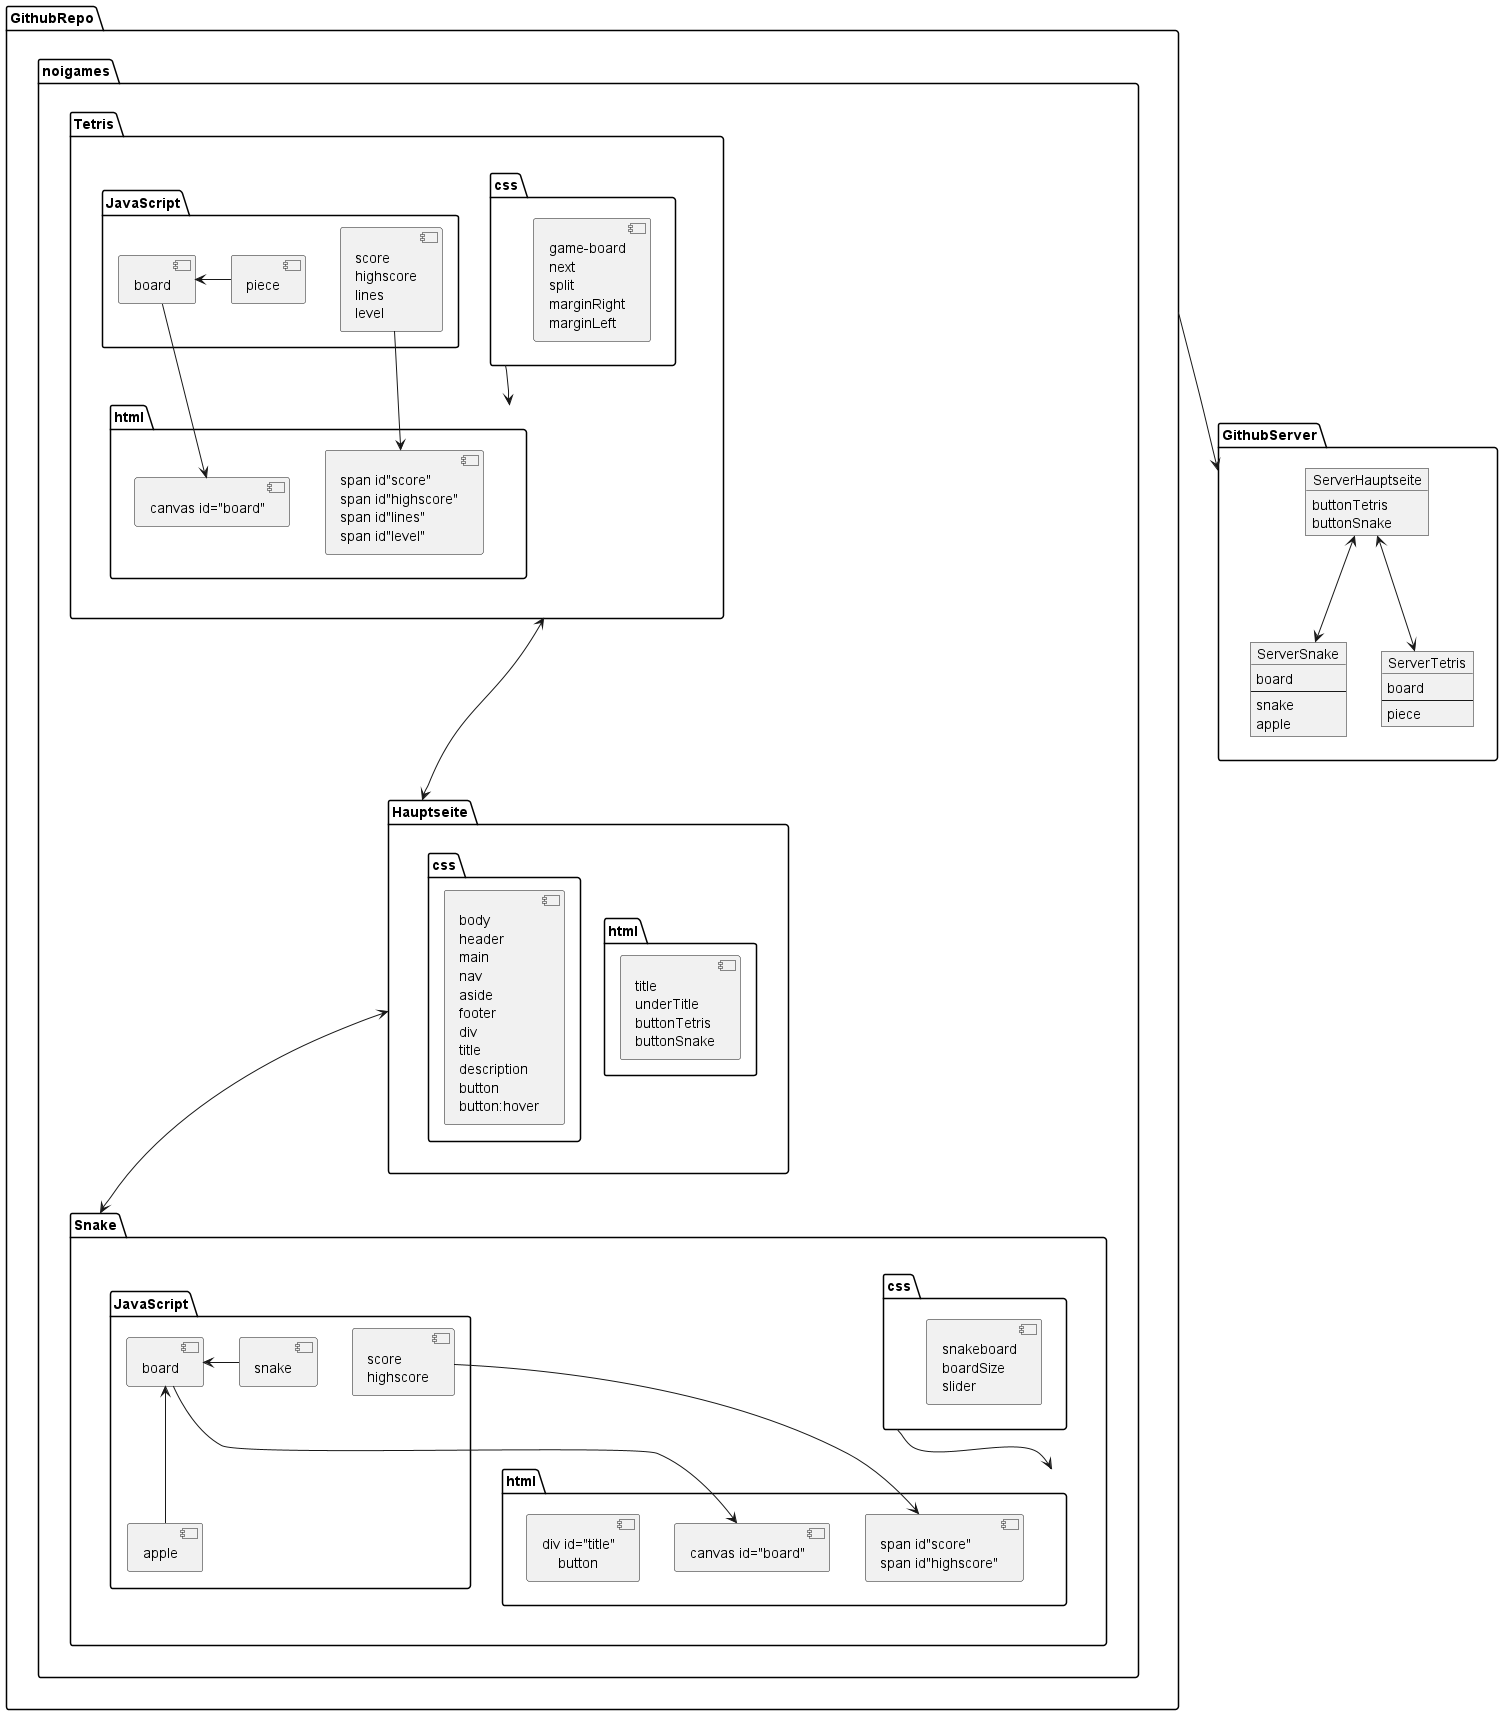 GithubRepo
noigames
Tetris
JavaScript
board
piece
score
highscore
lines
level
css
game-board
next
split
marginRight
marginLeft
html
canvas id="board"
span id"score"
span id"highscore"
span id"lines"
span id"level"
GithubServer
ServerHauptseite
buttonTetris
buttonSnake
ServerSnake
board
snake
apple
ServerTetris
board
piece
Hauptseite
css
body
header
main
nav
aside
footer
div
title
description
button
button:hover
html
title
underTitle
buttonTetris
buttonSnake
Snake
JavaScript
board
snake
score
highscore
apple
css
snakeboard
boardSize
slider
html
div id="title"
button
canvas id="board"
span id"score"
span id"highscore"